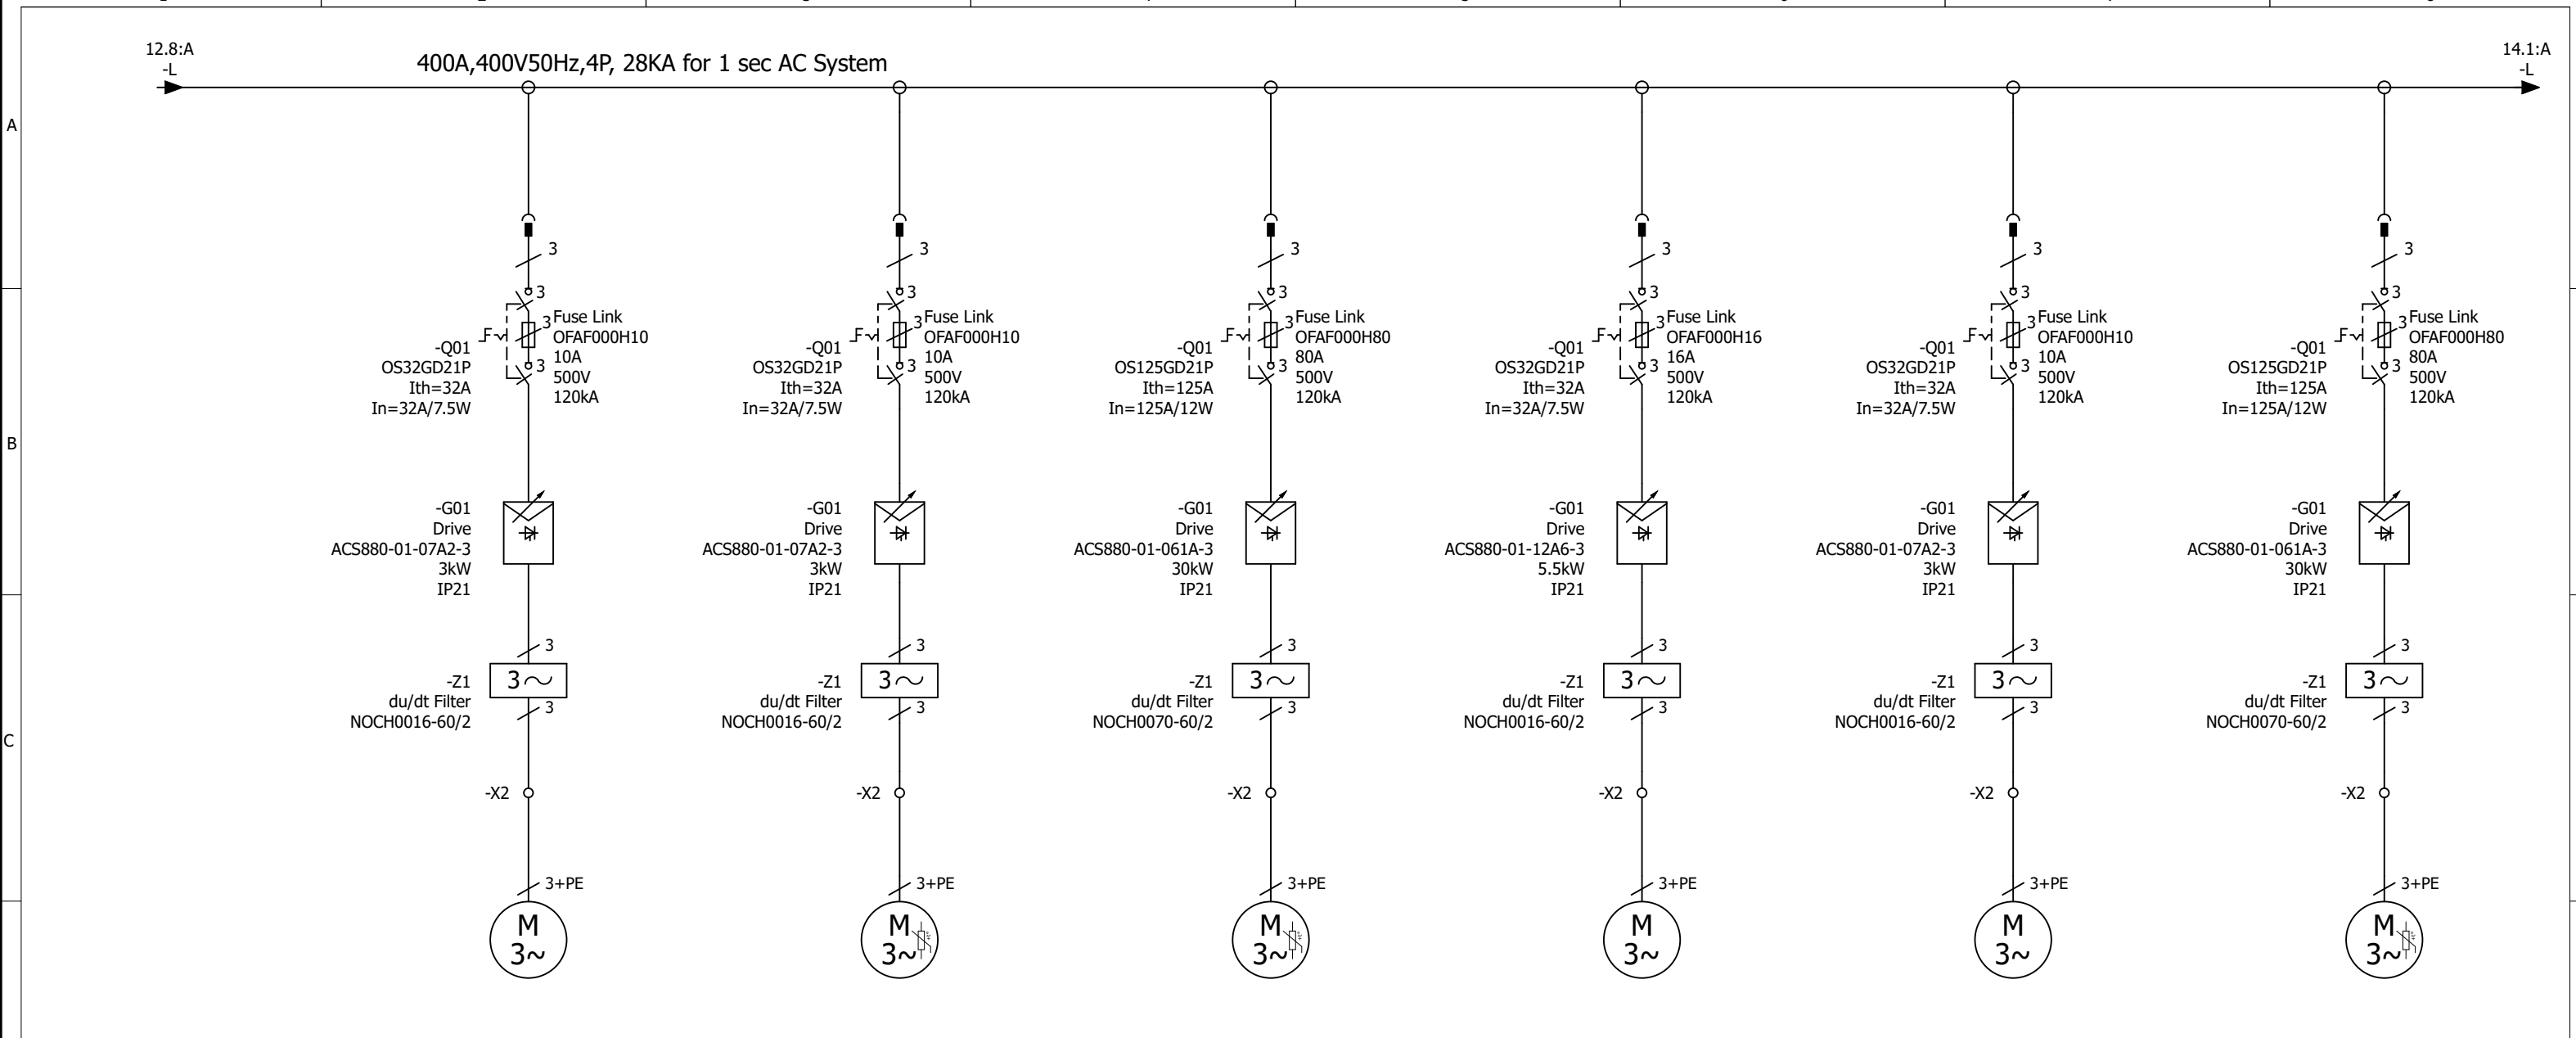 12.8:A
-L
400A,400V50Hz,4P, 28KA for 1 sec AC System
14.1:A
-L
A
B
C
3
3
3
3
-Q01
OS32GD21P
Ith=32A
In=32A/7.5W
Fuse Link
OFAF000H10
10A
500V
120kA
-G01
Drive
ACS880-01-07A2-3
3kW
IP21
3
-Z1
du/dt Filter
NOCH0016-60/2
3~
3
-X2
3+PE
M
3~
3
3
3
3
-Q01
OS32GD21P
Ith=32A
In=32A/7.5W
Fuse Link
OFAF000H10
10A
500V
120kA
-G01
Drive
ACS880-01-07A2-3
3kW
IP21
3
-Z1
du/dt Filter
NOCH0016-60/2
3~
3
-X2
3+PE
M
3~
3
3
3
3
-Q01
OS125GD21P
Ith=125A
In=125A/12W
Fuse Link
OFAF000H80
80A
500V
120kA
-G01
Drive
ACS880-01-061A-3
30kW
IP21
3
-Z1
du/dt Filter
NOCH0070-60/2
3~
3
-X2
3+PE
M
3~
3
3
3
3
-Q01
OS32GD21P
Ith=32A
In=32A/7.5W
Fuse Link
OFAF000H16
16A
500V
120kA
-G01
Drive
ACS880-01-12A6-3
5.5kW
IP21
3
-Z1
du/dt Filter
NOCH0016-60/2
3~
3
-X2
3+PE
M
3~
3
3
3
3
-Q01
OS32GD21P
Ith=32A
In=32A/7.5W
Fuse Link
OFAF000H10
10A
500V
120kA
-G01
Drive
ACS880-01-07A2-3
3kW
IP21
3
-Z1
du/dt Filter
NOCH0016-60/2
3~
3
-X2
3+PE
M
3~
3
3
3
3
-Q01
OS125GD21P
Ith=125A
In=125A/12W
Fuse Link
OFAF000H80
80A
500V
120kA
-G01
Drive
ACS880-01-061A-3
30kW
IP21
3
-Z1
du/dt Filter
NOCH0070-60/2
3~
3
-X2
3+PE
M
3~